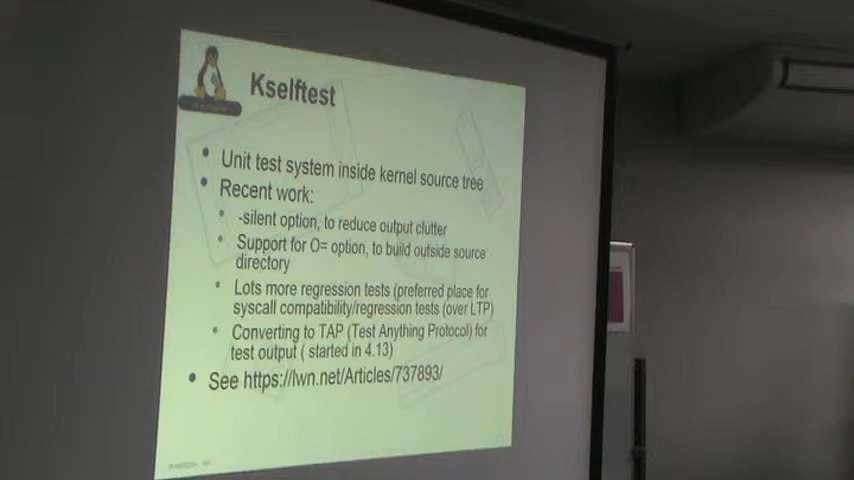 Kselftest
• Unit test system inside kernel source tree
• Recent work:
• -silent option, to reduce output clutter
• Support for O= option, to build outside source
directory
• Lots more regression tests (preferred place for
syscall compatibility/regression tests (over LTP)
• Converting to TAP (Test Anything Protocol) for
test output ( started in 4.13)
• See https://lwn.net/Articles/737893/